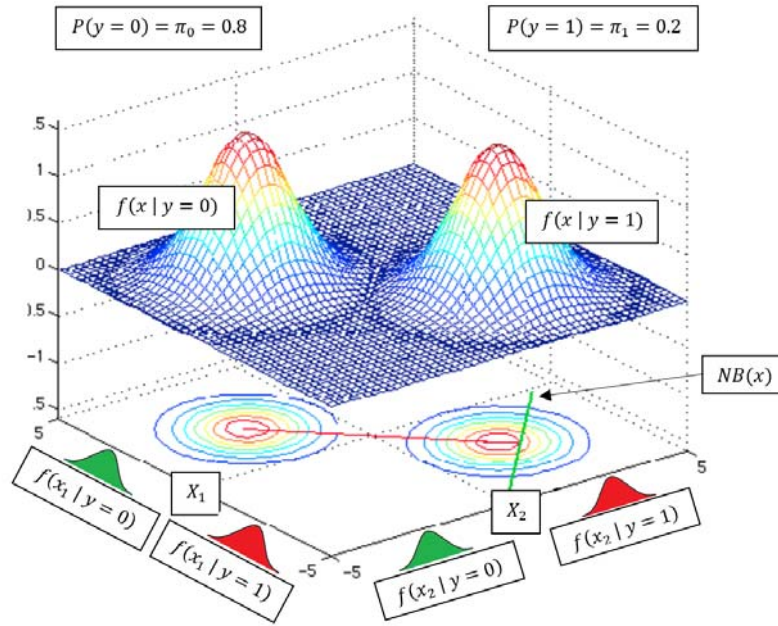 P(y = 0) = π₀ = 0.8
P(y = 1) = π₁ = 0.2
.5
1
0.5
0
0.5
−1
.5
f(x | y = 0)
f(x | y = 1)
NB(x)
5
X₁
−5
−5
X₂
5
f(x₁ | y = 0)
f(x₁ | y = 1)
f(x₂ | y = 0)
f(x₂ | y = 1)